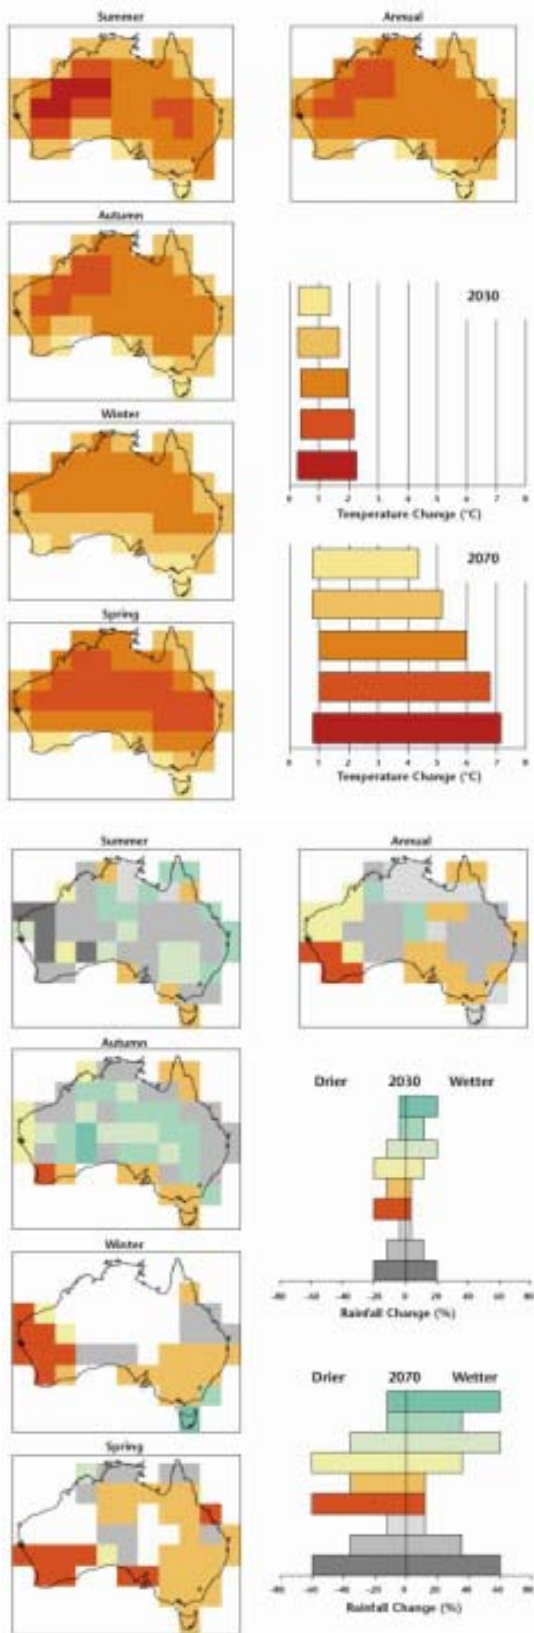 Summer
Annual
Autumn
2030
0 1 2 3 4 5 6 7 8
Temperature Change (°C)
Winter
2070
0 1 2 3 4 5 6 7 8
Temperature Change (°C)
Spring
Summer
Annual
Autumn
Drier 2030 Wetter
-80 -60 -40 -20 0 20 40 60 80
Rainfall Change (%)
Winter
Drier 2070 Wetter
-80 -60 -40 -20 0 20 40 60 80
Rainfall Change (%)
Spring